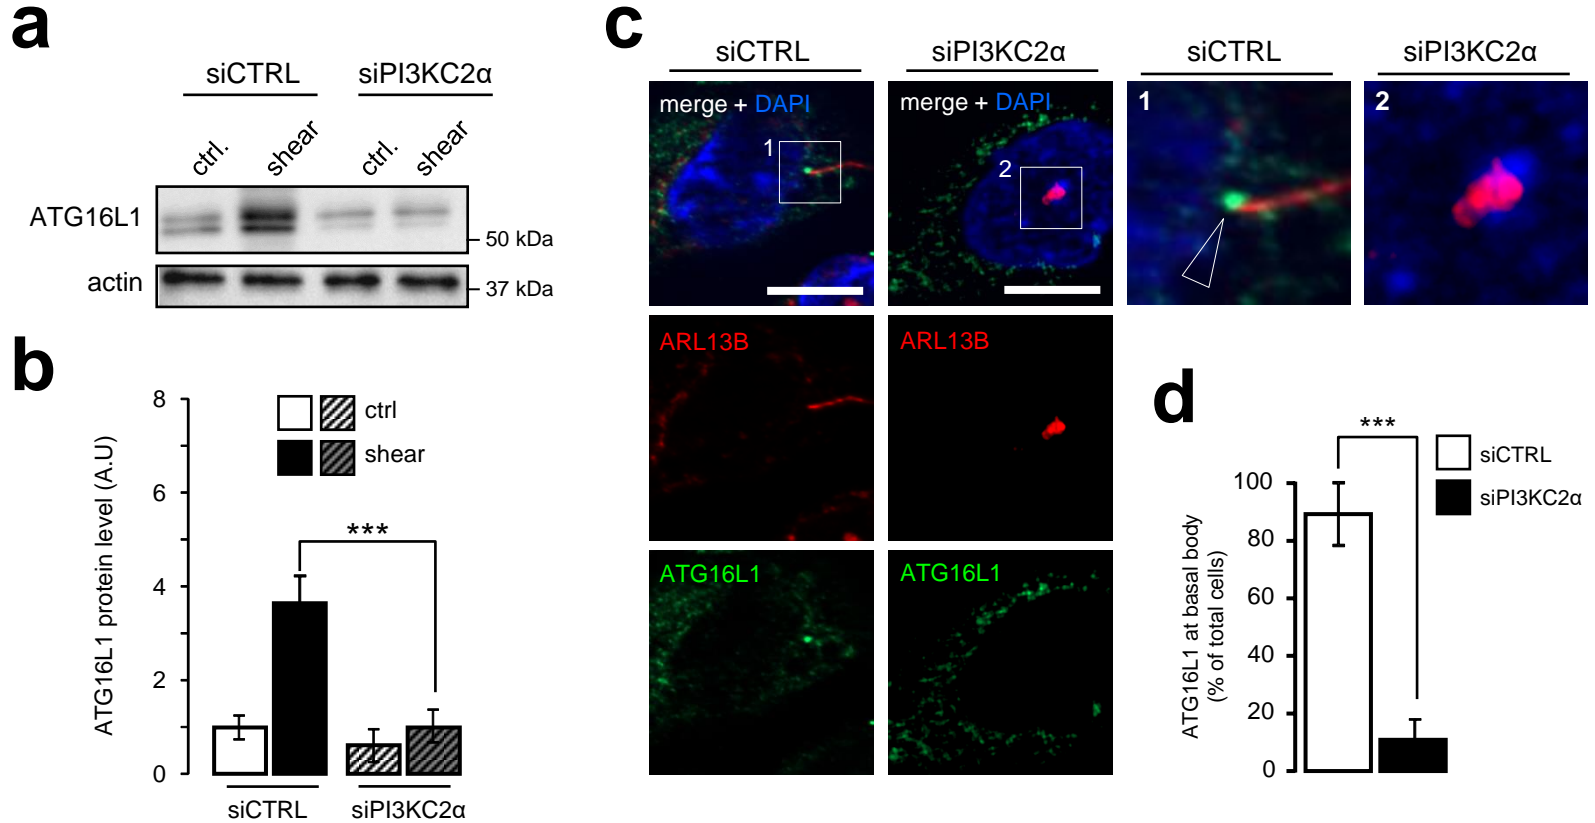 a
siCTRL siPI3KC2α
ctrl. shear ctrl. shear
ATG16L1
50 kDa
actin
37 kDa
b
ATG16L1 protein level (A.U)
8
6
4
2
0
ctrl
shear
***
siCTRL siPI3KC2α
c
siCTRL siPI3KC2α siCTRL siPI3KC2α
merge + DAPI merge + DAPI 1 2
1 2
ARL13B ARL13B
ATG16L1 ATG16L1
d
***
siCTRL
siPI3KC2α
ATG16L1 at basal body
(% of total cells)
100
80
60
40
20
0